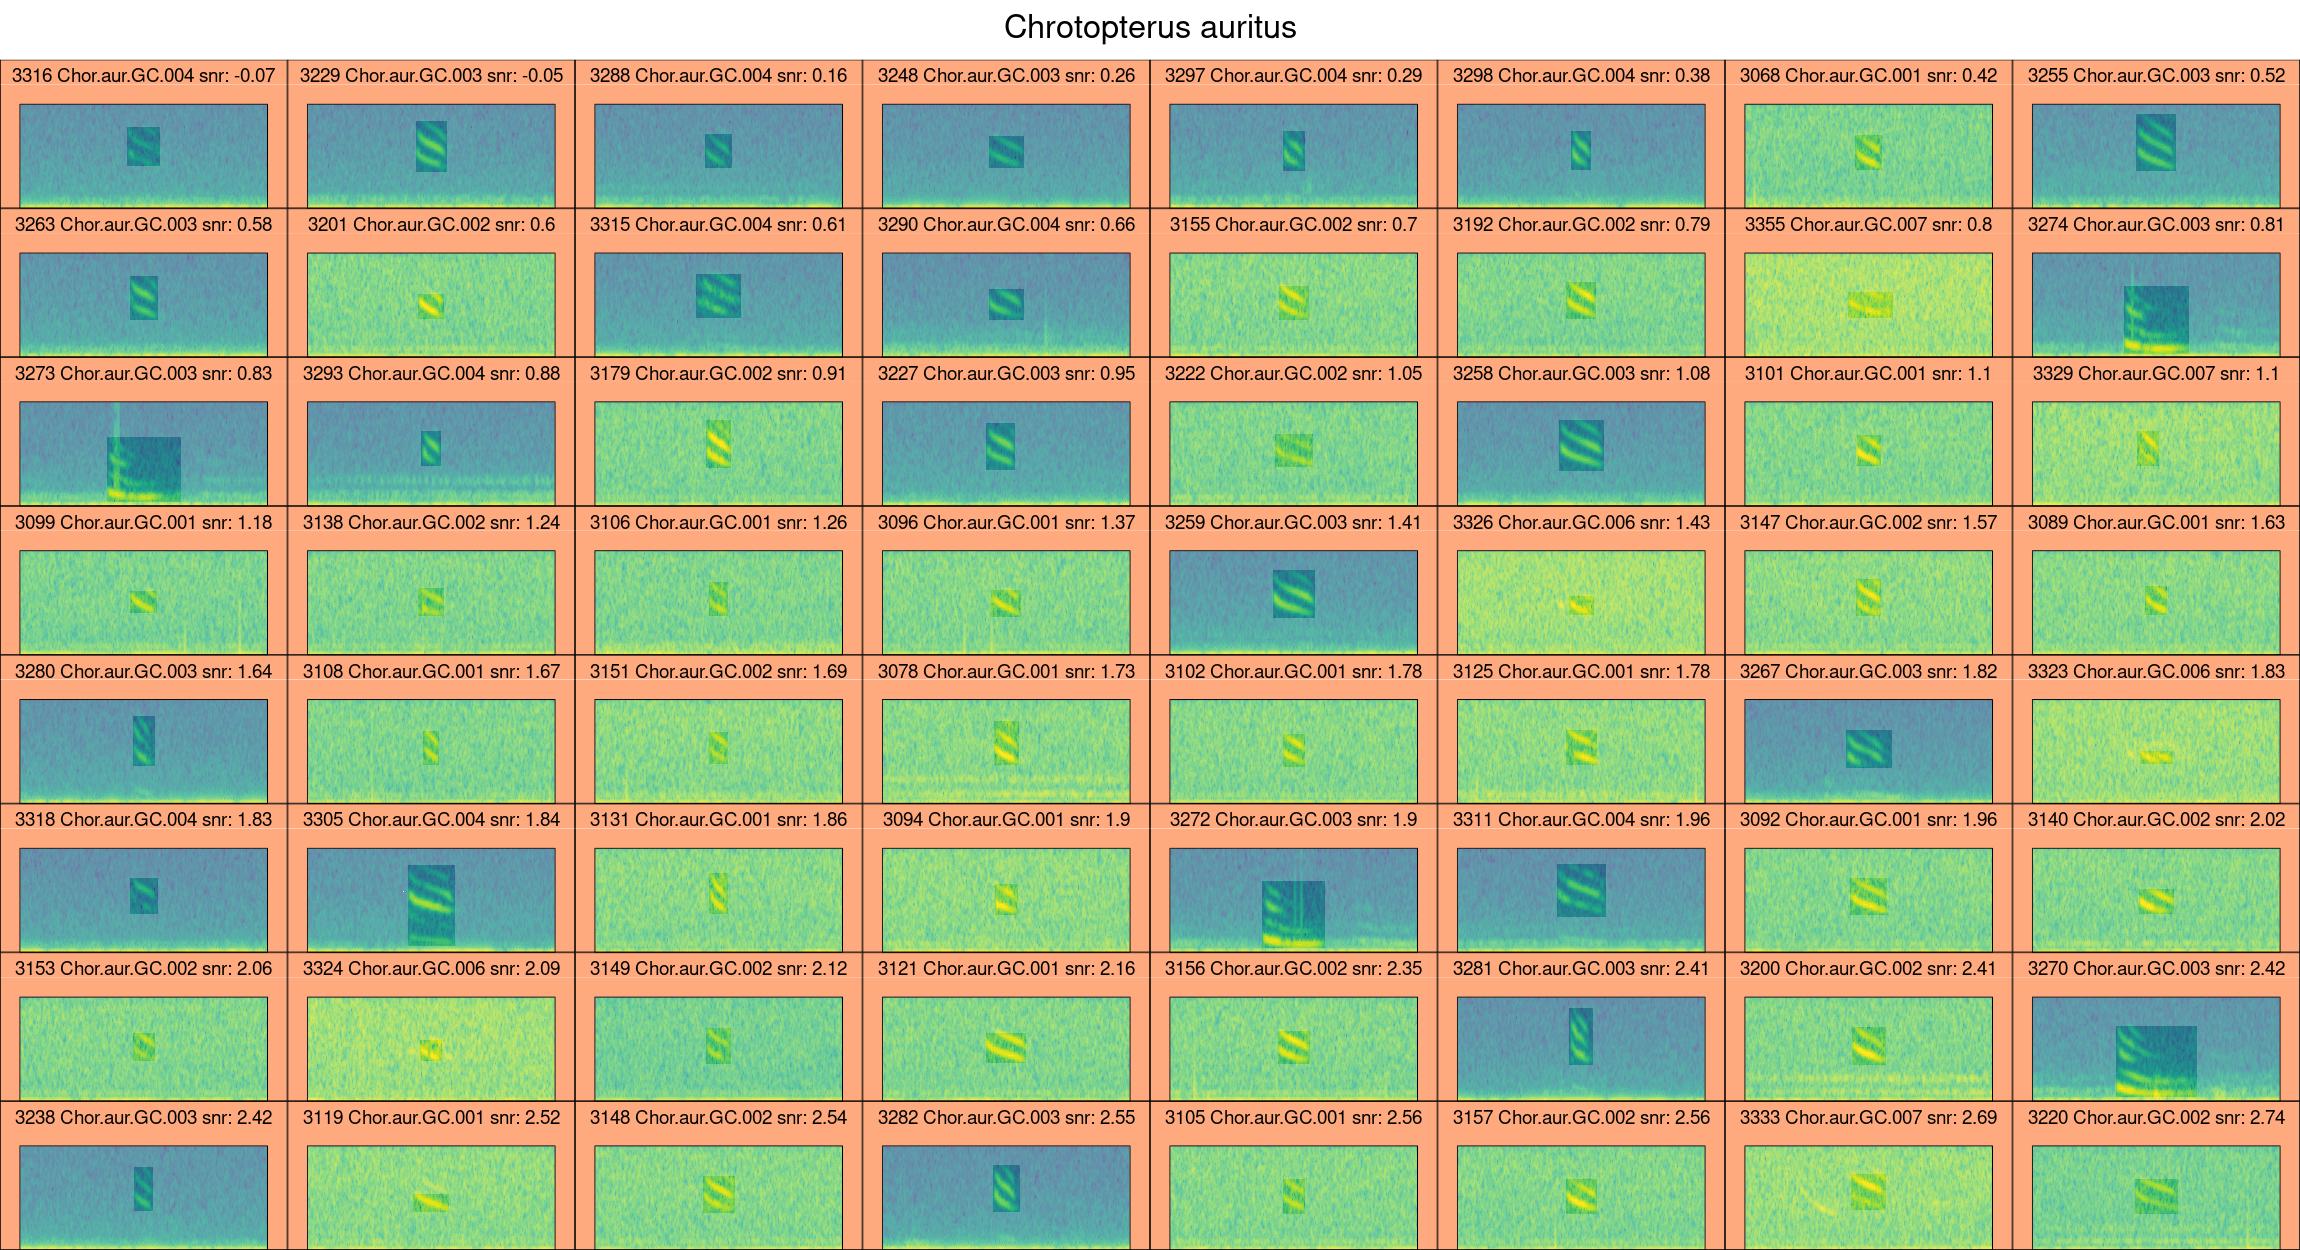 Chrotopterus auritus
3316 Chor.aur.GC.004 snr: -0.07
3229 Chor.aur.GC.003 snr: -0.05
3288 Chor.aur.GC.004 snr: 0.16
3248 Chor.aur.GC.003 snr: 0.26
3297 Chor.aur.GC.004 snr: 0.29
3298 Chor.aur.GC.004 snr: 0.38
3068 Chor.aur.GC.001 snr: 0.42
3255 Chor.aur.GC.003 snr: 0.52
3263 Chor.aur.GC.003 snr: 0.58
3201 Chor.aur.GC.002 snr: 0.6
3315 Chor.aur.GC.004 snr: 0.61
3290 Chor.aur.GC.004 snr: 0.66
3155 Chor.aur.GC.002 snr: 0.7
3192 Chor.aur.GC.002 snr: 0.79
3355 Chor.aur.GC.007 snr: 0.8
3274 Chor.aur.GC.003 snr: 0.81
3273 Chor.aur.GC.003 snr: 0.83
3293 Chor.aur.GC.004 snr: 0.88
3179 Chor.aur.GC.002 snr: 0.91
3227 Chor.aur.GC.003 snr: 0.95
3222 Chor.aur.GC.002 snr: 1.05
3258 Chor.aur.GC.003 snr: 1.08
3101 Chor.aur.GC.001 snr: 1.1
3329 Chor.aur.GC.007 snr: 1.1
3099 Chor.aur.GC.001 snr: 1.18
3138 Chor.aur.GC.002 snr: 1.24
3106 Chor.aur.GC.001 snr: 1.26
3096 Chor.aur.GC.001 snr: 1.37
3259 Chor.aur.GC.003 snr: 1.41
3326 Chor.aur.GC.006 snr: 1.43
3147 Chor.aur.GC.002 snr: 1.57
3089 Chor.aur.GC.001 snr: 1.63
3280 Chor.aur.GC.003 snr: 1.64
3108 Chor.aur.GC.001 snr: 1.67
3151 Chor.aur.GC.002 snr: 1.69
3078 Chor.aur.GC.001 snr: 1.73
3102 Chor.aur.GC.001 snr: 1.78
3125 Chor.aur.GC.001 snr: 1.78
3267 Chor.aur.GC.003 snr: 1.82
3323 Chor.aur.GC.006 snr: 1.83
3318 Chor.aur.GC.004 snr: 1.83
3305 Chor.aur.GC.004 snr: 1.84
3131 Chor.aur.GC.001 snr: 1.86
3094 Chor.aur.GC.001 snr: 1.9
3272 Chor.aur.GC.003 snr: 1.9
3311 Chor.aur.GC.004 snr: 1.96
3092 Chor.aur.GC.001 snr: 1.96
3140 Chor.aur.GC.002 snr: 2.02
3153 Chor.aur.GC.002 snr: 2.06
3324 Chor.aur.GC.006 snr: 2.09
3149 Chor.aur.GC.002 snr: 2.12
3121 Chor.aur.GC.001 snr: 2.16
3156 Chor.aur.GC.002 snr: 2.35
3281 Chor.aur.GC.003 snr: 2.41
3200 Chor.aur.GC.002 snr: 2.41
3270 Chor.aur.GC.003 snr: 2.42
3238 Chor.aur.GC.003 snr: 2.42
3119 Chor.aur.GC.001 snr: 2.52
3148 Chor.aur.GC.002 snr: 2.54
3282 Chor.aur.GC.003 snr: 2.55
3105 Chor.aur.GC.001 snr: 2.56
3157 Chor.aur.GC.002 snr: 2.56
3333 Chor.aur.GC.007 snr: 2.69
3220 Chor.aur.GC.002 snr: 2.74